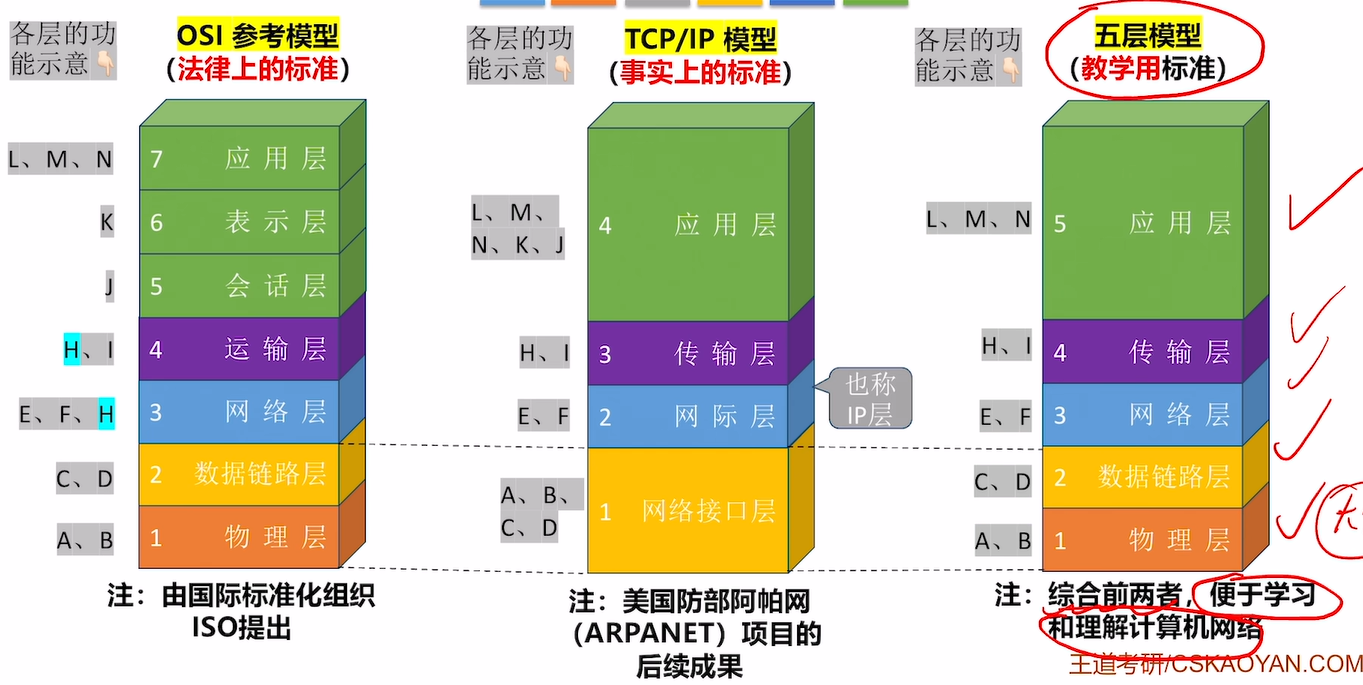 各层的功
能示意👇🏻
OSI 参考模型
（法律上的标准）
L、M、N
7 应用层
K
6 表示层
J
5 会话层
H、I
4 运输层
E、F、H
3 网络层
C、D
2 数据链路层
A、B
1 物理层
注：由国际标准化组织
ISO提出
各层的功
能示意👇🏻
TCP/IP 模型
（事实上的标准）
L、M、
N、K、J
4 应用层
H、I
3 传输层
E、F
2 网际层
也称
IP层
A、B、
C、D
1 网络接口层
注：美国防部阿帕网
（ARPANET）项目的
后续成果
各层的功
能示意👇🏻
五层模型
（教学用标准）
L、M、N
5 应用层
H、I
4 传输层
E、F
3 网络层
C、D
2 数据链路层
A、B
1 物理层
注：综合前两者，便于学习
和理解计算机网络
王道考研/CSKAOYAN.COM